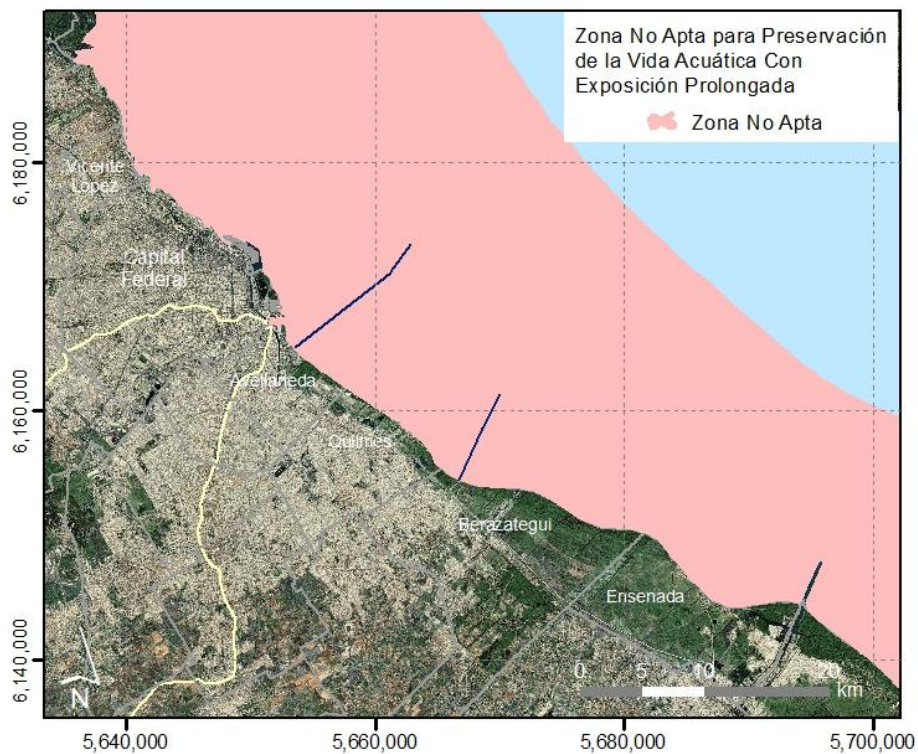 Zona No Apta para Preservación
de la Vida Acuática Con
Exposición Prolongada
Zona No Apta
6,180,000
Vicente
López
Capital
Federal
6,160,000
Avellaneda
Quilmes
Berazategui
Ensenada
6,140,000
N
0 5 10 20
km
5,640,000 5,660,000 5,680,000 5,700,000